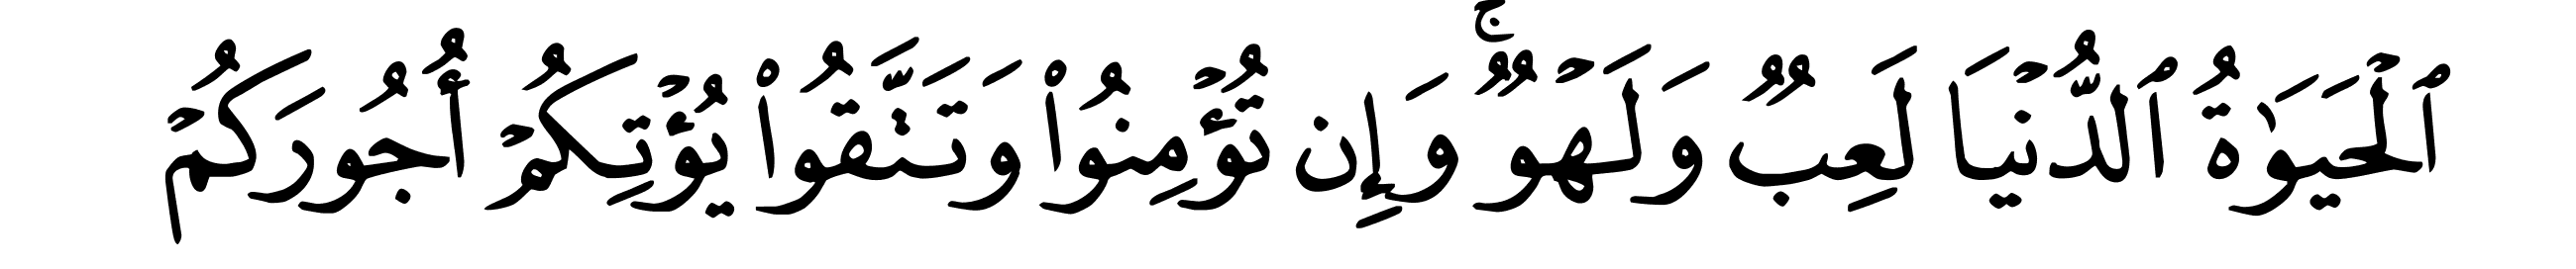 ٱلْحَيَوٰةُ ٱلدُّنْيَا لَعِبٌ وَلَهْوٌ ۚ وَإِن تُؤْمِنُوا۟ وَتَتَّقُوا۟ يُؤْتِكُمْ أُجُورَكُمْ